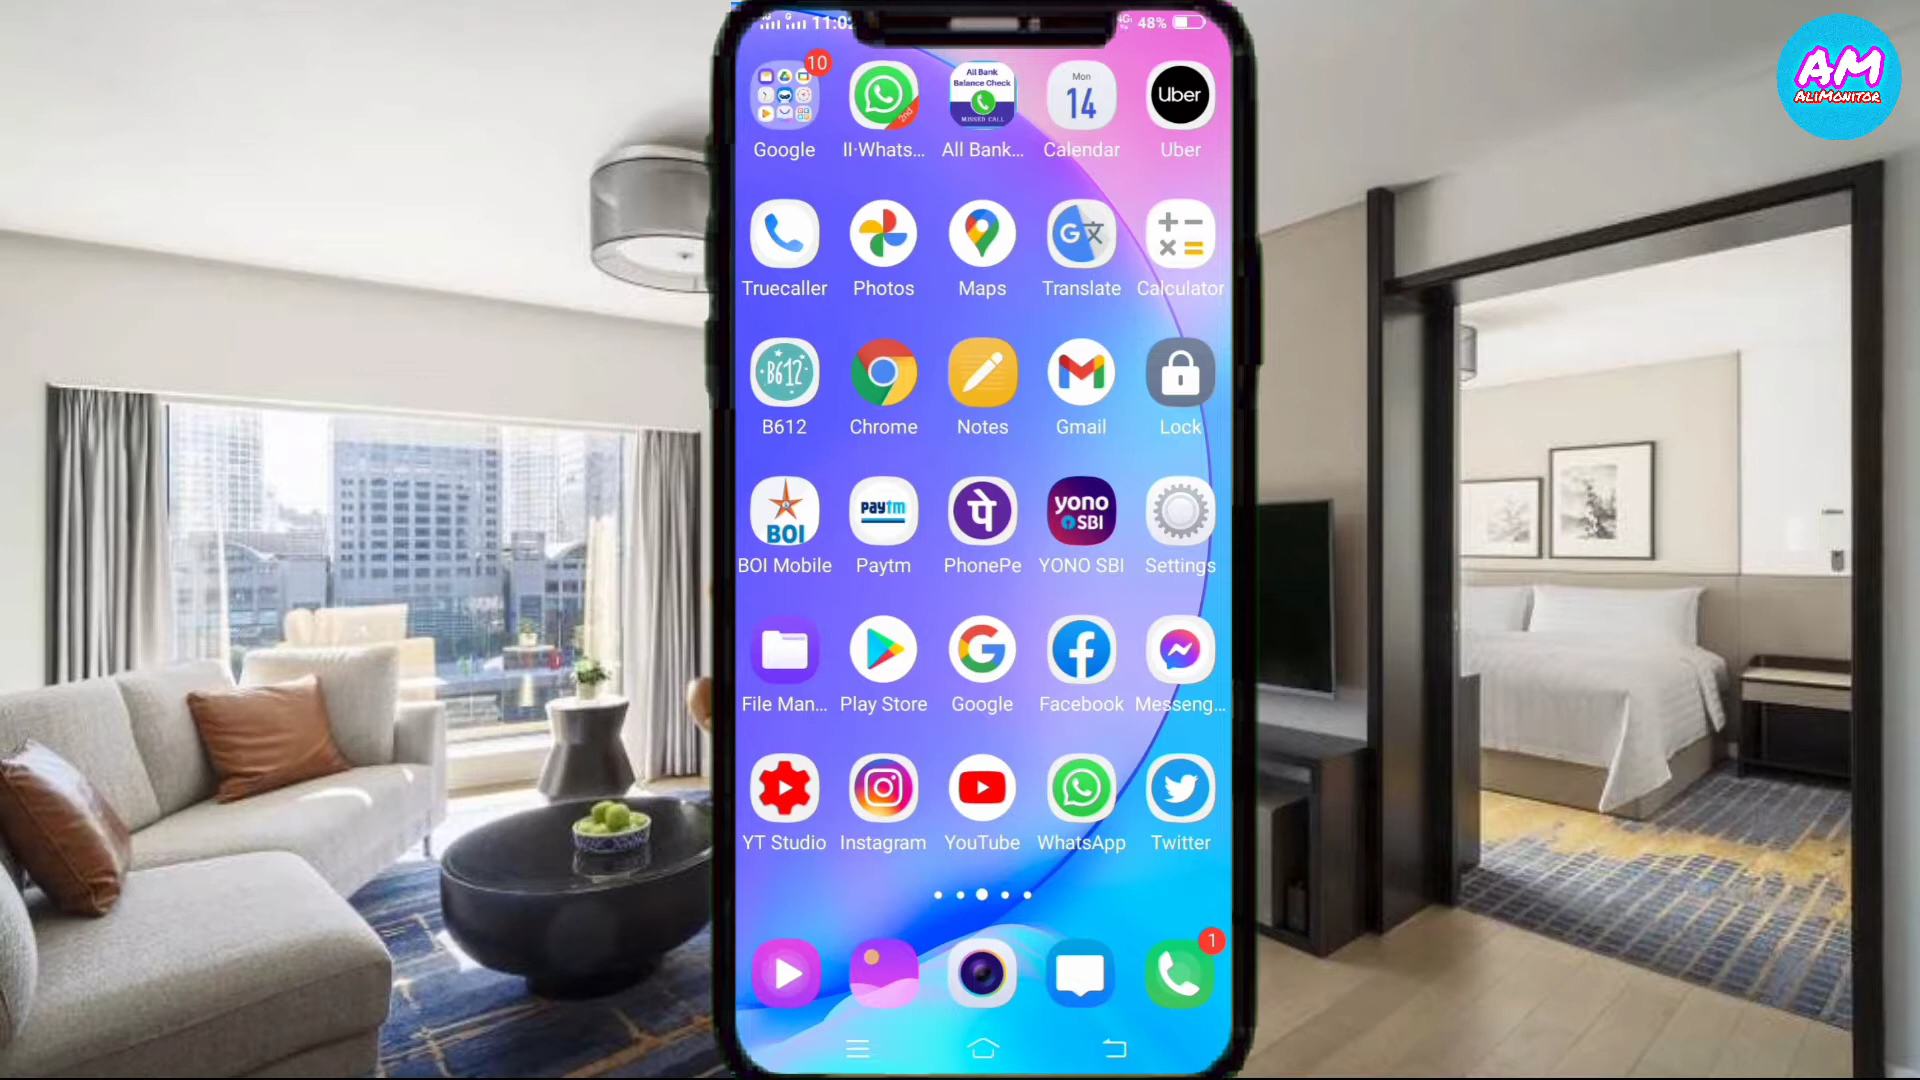 11:02
4G 48%
AM
ALIMONITOR
10
2nd
All Bank
Balance Check
MISSED CALL
Mon
14
Uber
Google
II·Whats...
All Bank...
Calendar
Uber
Truecaller
Photos
Maps
Translate
Calculator
B612
B612
Chrome
Notes
Gmail
Lock
BOI
paytm
पे
yono
SBI
BOI Mobile
Paytm
PhonePe
YONO SBI
Settings
File Man...
Play Store
Google
Facebook
Messeng...
YT Studio
Instagram
YouTube
WhatsApp
Twitter
1